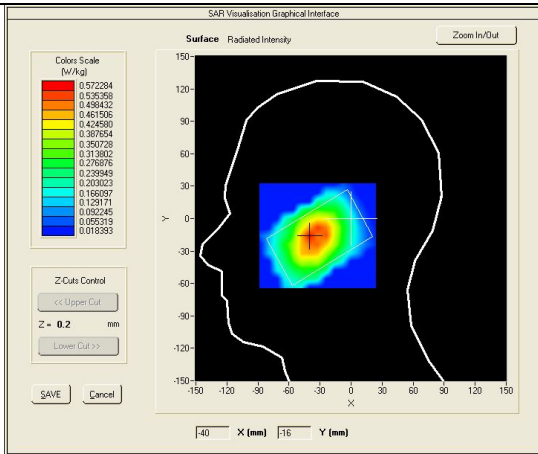 SAR Visualisation Graphical Interface
Surface Radiated Intensity
Zoom In/Out
Colors Scale
(W/kg)
0.572284
0.535358
0.498432
0.461506
0.424580
0.387654
0.350728
0.313802
0.276876
0.239949
0.203023
0.166097
0.129171
0.092245
0.055319
0.018393
Z-Cuts Control
<< Upper Cut
Z = 0.2 mm
Lower Cut >>
SAVE
Cancel
150
120
90
60
30
0
-30
-60
-90
-120
-150
Y
-150 -120 -90 -60 -30 0 30 60 90 120 150
X
-40 X (mm) -16 Y (mm)